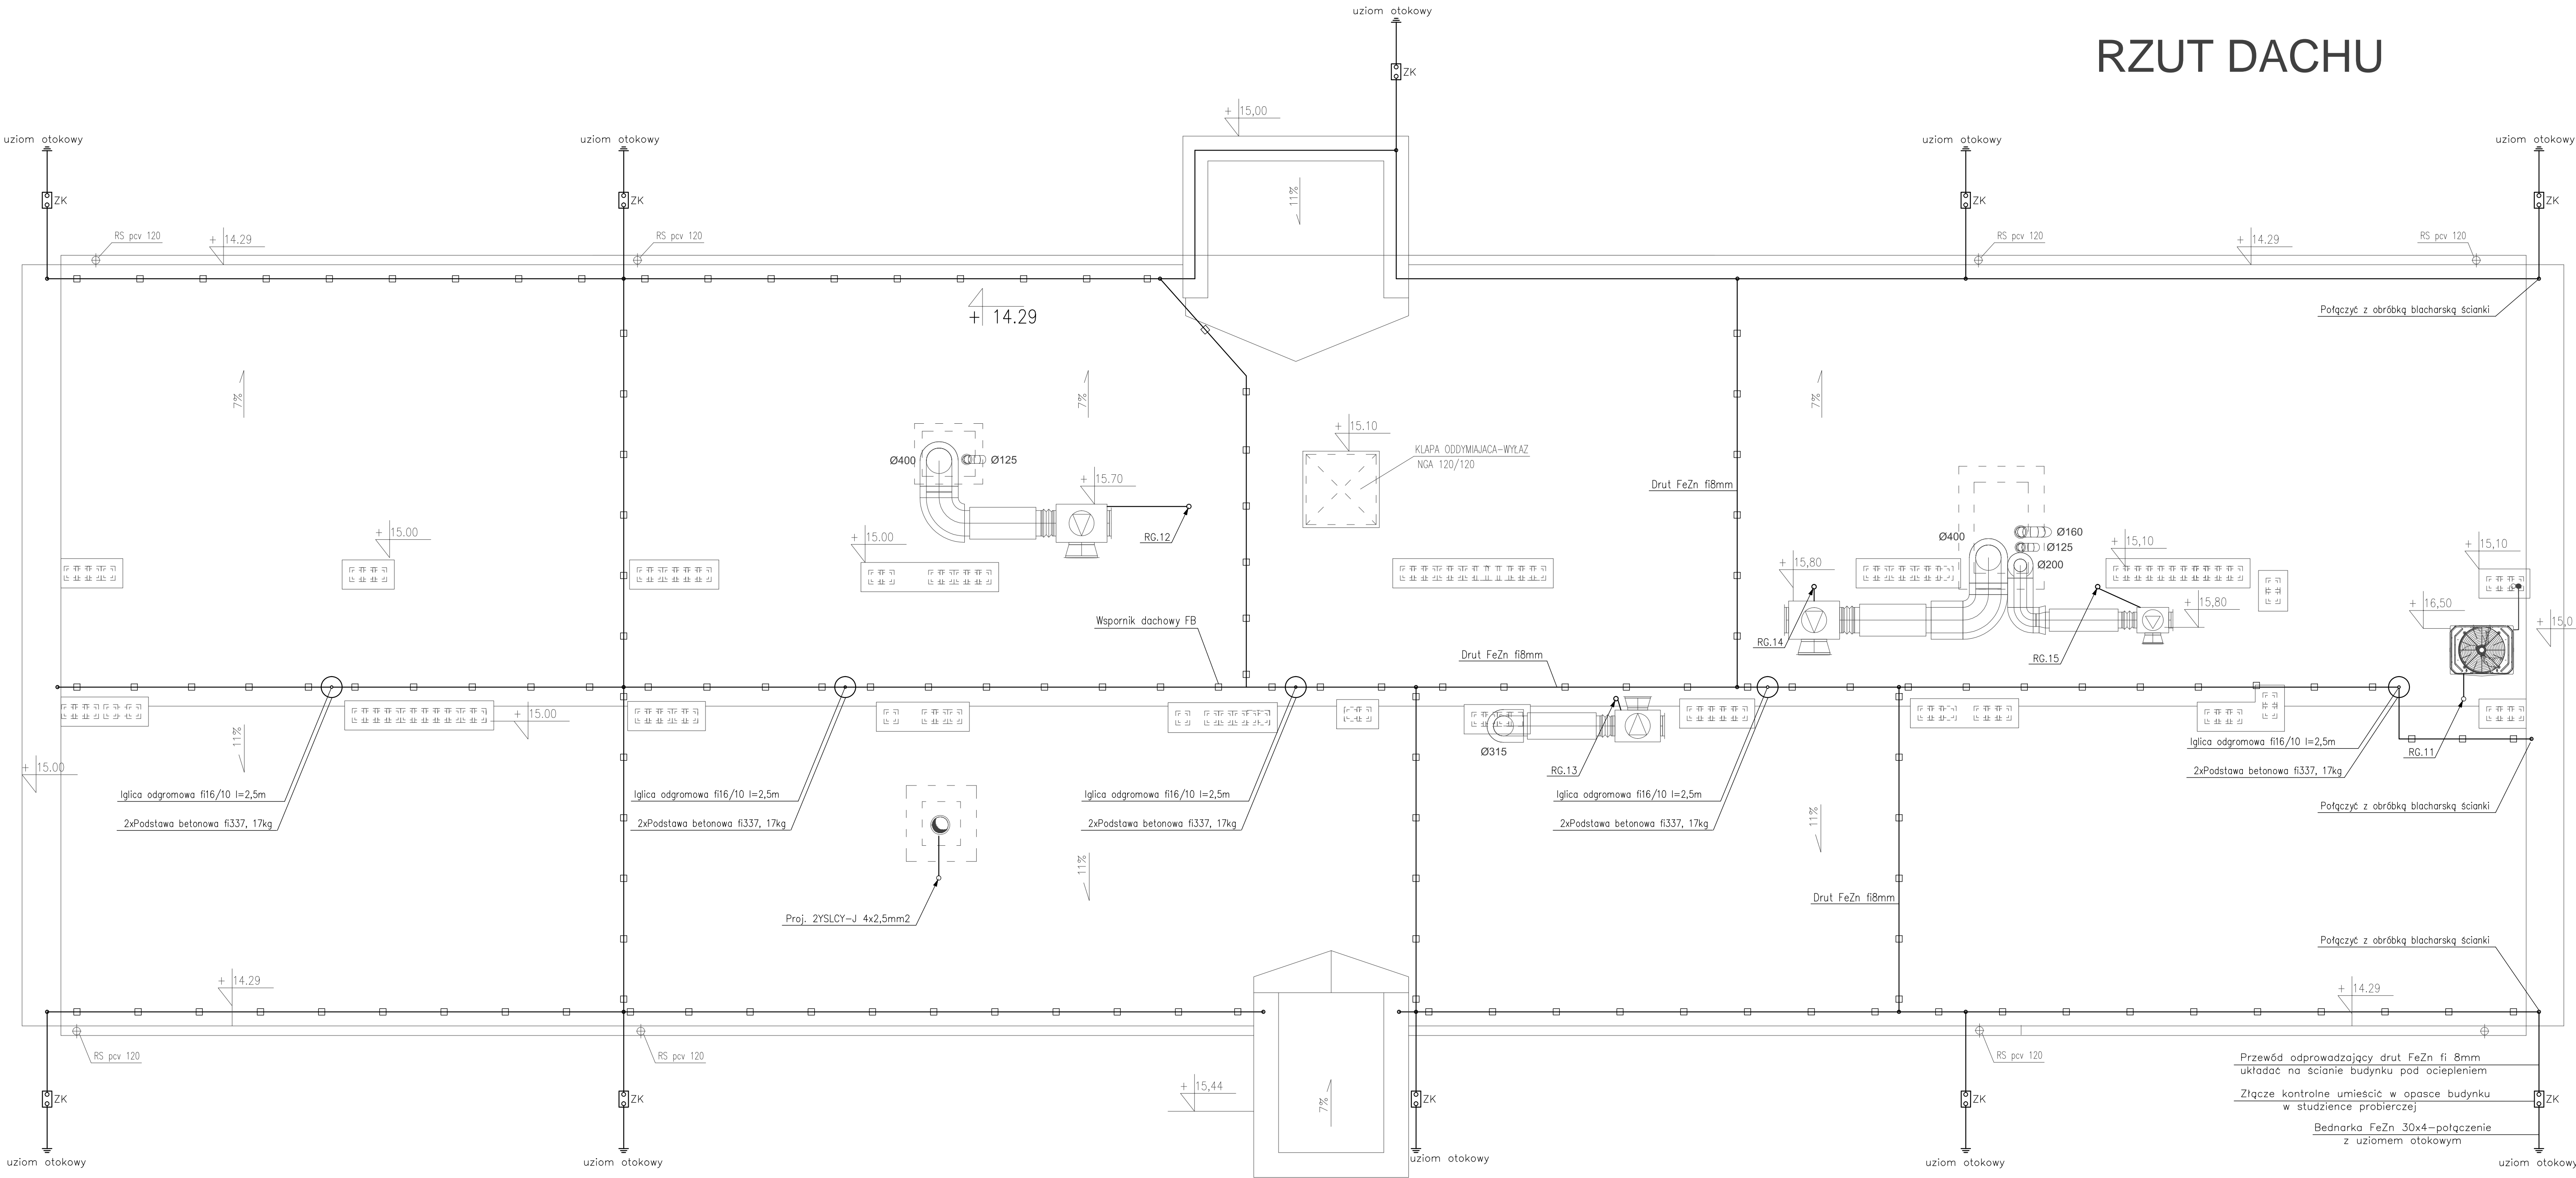 uziom otokowy
RZUT DACHU
ZK
+ 15,00
uziom otokowy
uziom otokowy
uziom otokowy
uziom otokowy
11%
ZK
ZK
ZK
ZK
RS pcv 120
+ 14.29
RS pcv 120
RS pcv 120
+ 14.29
RS pcv 120
+ 14.29
Połączyć z obróbką blacharską ścianki
7%
7%
7%
+ 15.10
KLAPA ODDYMIAJACA-WYŁAZ
NGA 120/120
Ø400
Ø125
+ 15.70
Drut FeZn fi8mm
+ 15.00
+ 15.00
RG.12
Ø400
Ø160
Ø125
Ø200
+ 15,10
+ 15,10
+ 15,80
+ 15,80
+ 16,50
+ 15,0
Wspornik dachowy FB
RG.14
RG.15
Drut FeZn fi8mm
+ 15.00
11%
Ø315
RG.13
RG.11
+ 15.00
Iglica odgromowa fi16/10 l=2,5m
2xPodstawa betonowa fi337, 17kg
Iglica odgromowa fi16/10 l=2,5m
2xPodstawa betonowa fi337, 17kg
Iglica odgromowa fi16/10 l=2,5m
2xPodstawa betonowa fi337, 17kg
Iglica odgromowa fi16/10 l=2,5m
2xPodstawa betonowa fi337, 17kg
Iglica odgromowa fi16/10 l=2,5m
2xPodstawa betonowa fi337, 17kg
Połączyć z obróbką blacharską ścianki
11%
11%
Drut FeZn fi8mm
Proj. 2YSLCY-J 4x2,5mm2
Połączyć z obróbką blacharską ścianki
+ 14.29
+ 14.29
RS pcv 120
RS pcv 120
RS pcv 120
+ 15,44
7%
Przewód odprowadzający drut FeZn fi 8mm
układać na ścianie budynku pod ociepleniem
Złącze kontrolne umieścić w opasce budynku
w studzience probierczej
Bednarka FeZn 30x4-połączenie
z uziomem otokowym
ZK
ZK
ZK
ZK
ZK
uziom otokowy
uziom otokowy
uziom otokowy
uziom otokowy
uziom otokowy